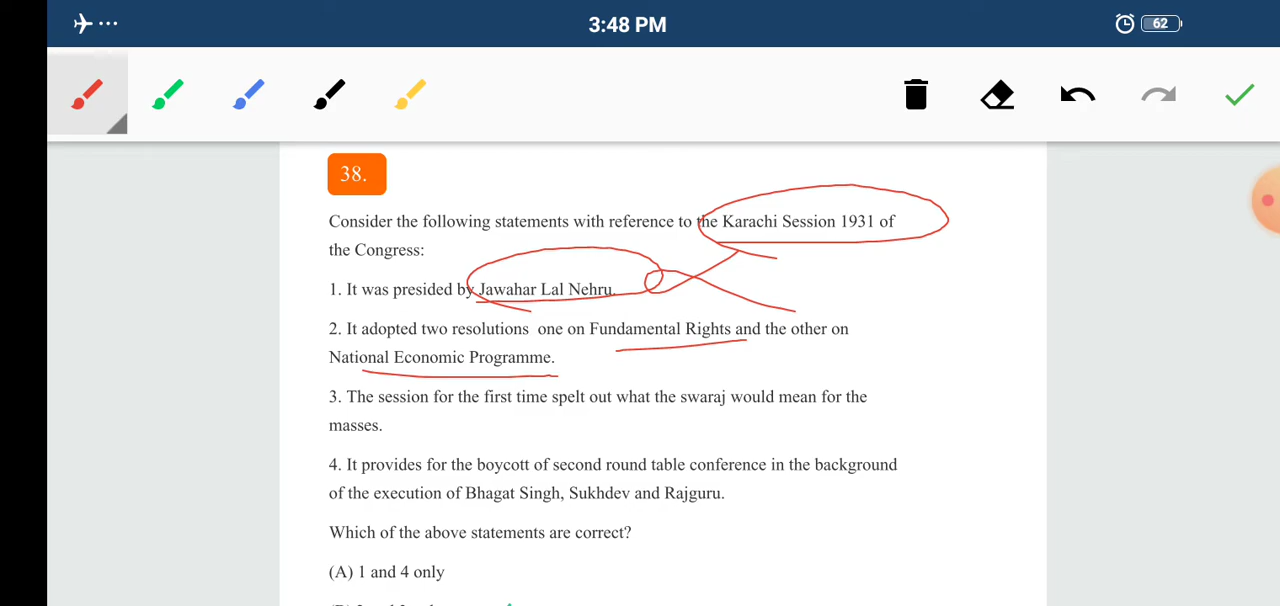 3:48 PM
62
38.
Consider the following statements with reference to the Karachi Session 1931 of
the Congress:
1. It was presided by Jawahar Lal Nehru.
2. It adopted two resolutions one on Fundamental Rights and the other on
National Economic Programme.
3. The session for the first time spelt out what the swaraj would mean for the
masses.
4. It provides for the boycott of second round table conference in the background
of the execution of Bhagat Singh, Sukhdev and Rajguru.
Which of the above statements are correct?
(A) 1 and 4 only